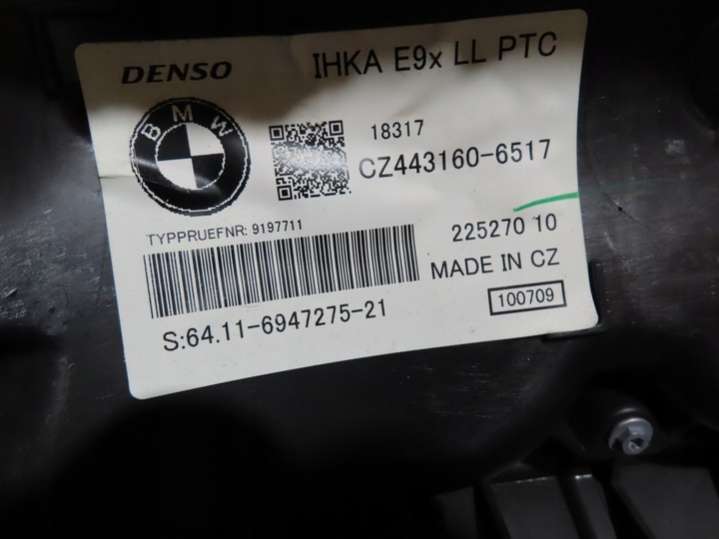 DENSO IHKA E9x LL PTC
BMW
18317
CZ443160-6517
TYPPRUEFNR: 9197711
225270 10
MADE IN CZ
S:64.11-6947275-21
100709